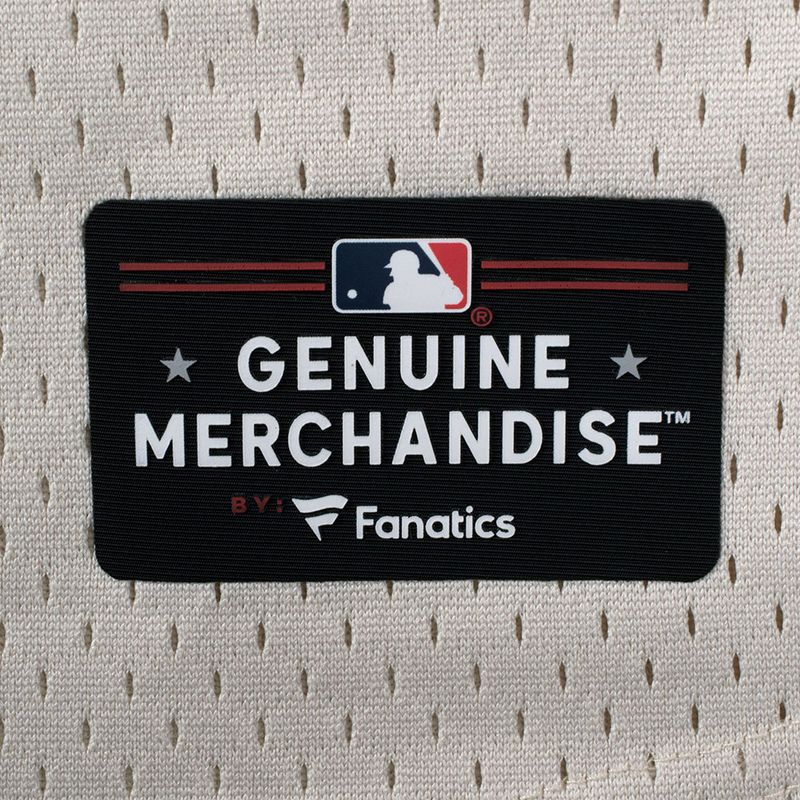 ®
GENUINE
MERCHANDISE™
BY: Fanatics